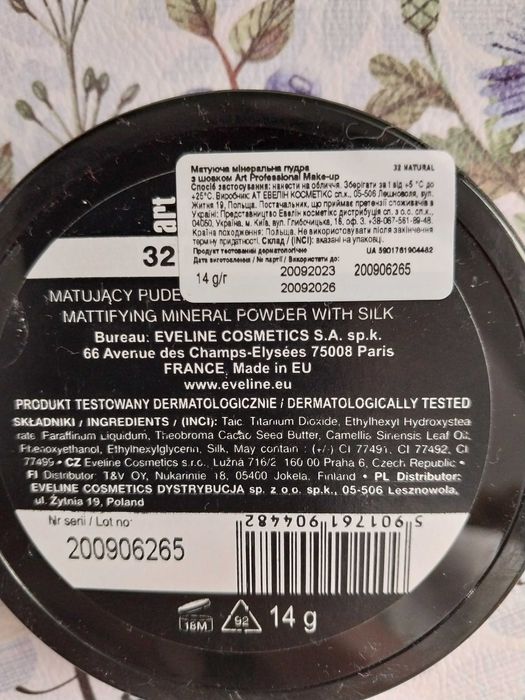 Матуюча мінеральна пудра 32 NATURAL
з шовком Art Professional Make-up
Спосіб застосування: нанести на обличчя. Зберігати за t від +5 °С до
+25°С. Виробник: АТ ЕВЕЛІН КОСМЕТІКС сп.к., 05-506 Лєшноволя, вул.
Житня 19, Польща. Постачальник, що приймає претензії споживачів в
Україні: Представництво Евелін косметікс дистрибуція сп. з о.о. сп.к.,
04050, Україна, м. Київ, вул. Глибочицька, 16, оф. 3, +38-067-581-89-48.
Країна походження: Польща. Не використовувати після закінчення
терміну придатності. Склад / (INCI): вказані на упаковці.
Продукт тестований дерматологічно UA 5901761904482
Дата виготовлення / № партії / Використати до:
14 g/г 20092023 200906265
20092026
art
32
MATUJĄCY PUDE
MATTIFYING MINERAL POWDER WITH SILK
Bureau: EVELINE COSMETICS S.A. sp.k.
66 Avenue des Champs-Elysées 75008 Paris
FRANCE, Made in EU
www.eveline.eu
PRODUKT TESTOWANY DERMATOLOGICZNIE / DERMATOLOGICALLY TESTED
SKŁADNIKI / INGREDIENTS / (INCI): Talc, Titanium Dioxide, Ethylhexyl Hydroxystea
rate, Paraffinum Liquidum, Theobroma Cacao Seed Butter, Camellia Sinensis Leaf Oil,
Phenoxyethanol, Ethylhexylglycerin, Silk, May contain : (+/-) CI 77491, CI 77492, CI
77499 • CZ Eveline Cosmetics s.r.o., Lužná 716/2 160 00 Praha 6, Czech Republic •
FI Distributor: T&V OY, Nukarintie 18, 05400 Jokela, Finland • PL Distributor:
EVELINE COSMETICS DYSTRYBUCJA sp. z o.o. sp.k., 05-506 Lesznowola,
ul. Żytnia 19, Poland
Nr serii / Lot no
200906265
5 901761 904482
18M 92 14 g